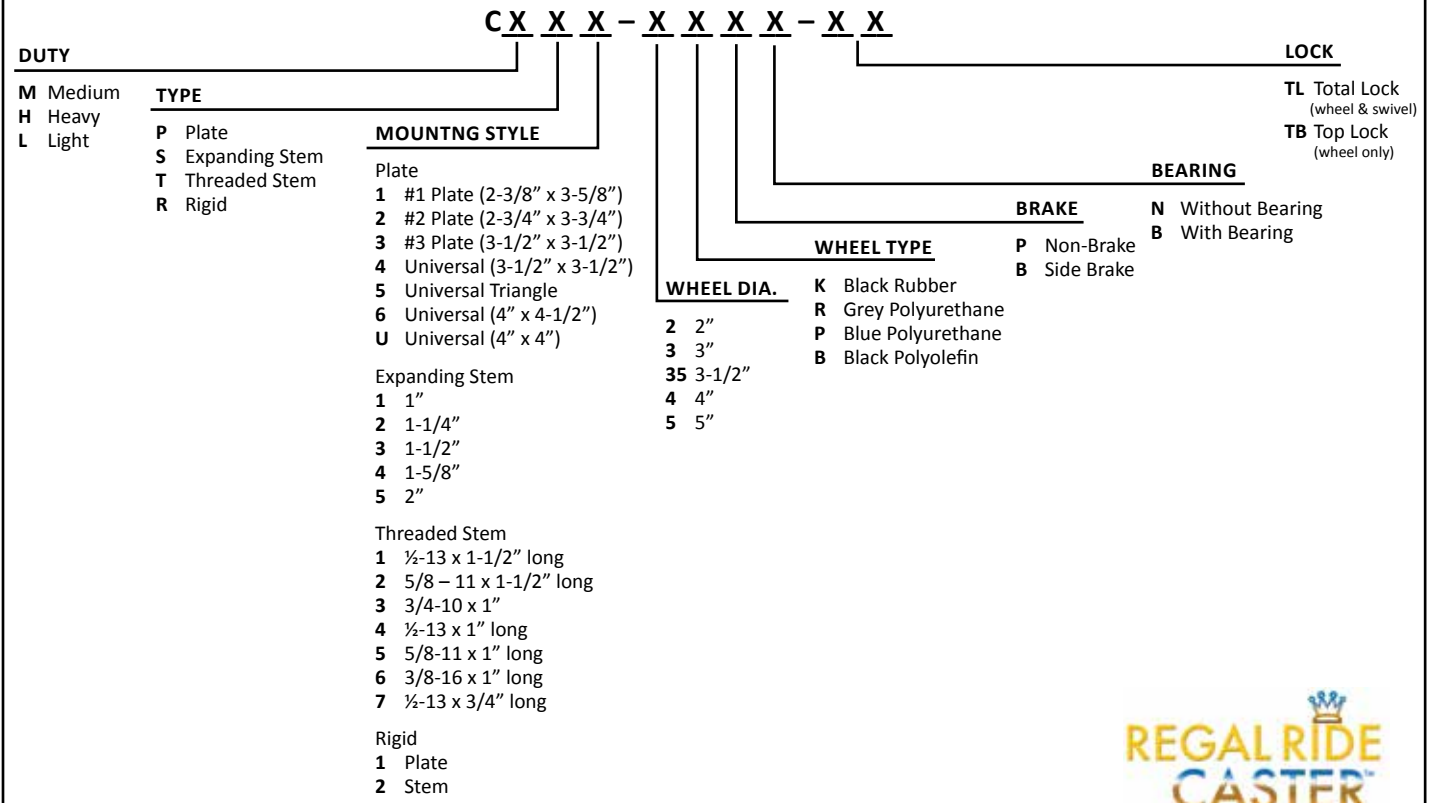 C X X X – X X X X – X X
DUTY
M Medium
H Heavy
L Light
TYPE
P Plate
S Expanding Stem
T Threaded Stem
R Rigid
MOUNTNG STYLE
Plate
1 #1 Plate (2-3/8” x 3-5/8”)
2 #2 Plate (2-3/4” x 3-3/4”)
3 #3 Plate (3-1/2” x 3-1/2”)
4 Universal (3-1/2” x 3-1/2”)
5 Universal Triangle
6 Universal (4” x 4-1/2”)
U Universal (4” x 4”)
Expanding Stem
1 1”
2 1-1/4”
3 1-1/2”
4 1-5/8”
5 2”
Threaded Stem
1 ½-13 x 1-1/2” long
2 5/8 – 11 x 1-1/2” long
3 3/4-10 x 1”
4 ½-13 x 1” long
5 5/8-11 x 1” long
6 3/8-16 x 1” long
7 ½-13 x 3/4” long
Rigid
1 Plate
2 Stem
WHEEL DIA.
2 2”
3 3”
35 3-1/2”
4 4”
5 5”
WHEEL TYPE
K Black Rubber
R Grey Polyurethane
P Blue Polyurethane
B Black Polyolefin
BRAKE
P Non-Brake
B Side Brake
BEARING
N Without Bearing
B With Bearing
LOCK
TL Total Lock
(wheel & swivel)
TB Top Lock
(wheel only)
REGAL RIDE
CASTER™